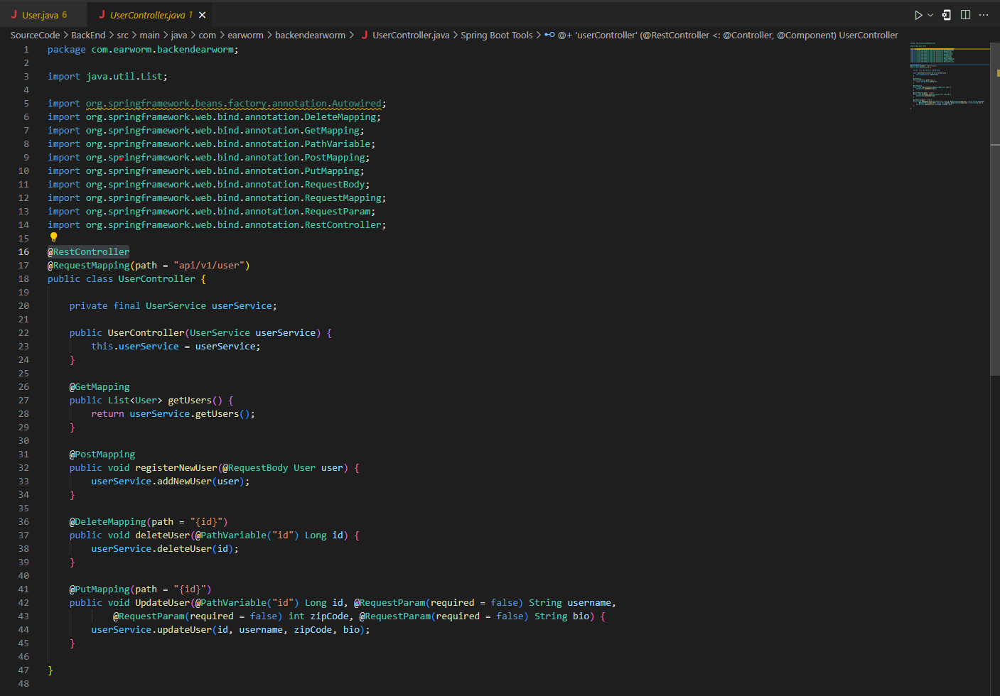 User.java 6
UserController.java 1
SourceCode > BackEnd > src > main > java > com > earworm > backendearworm > UserController.java > Spring Boot Tools > @+ 'userController' (@RestController <: @Controller, @Component) UserController
1 package com.earworm.backendearworm;
2
3 import java.util.List;
4
5 import org.springframework.beans.factory.annotation.Autowired;
6 import org.springframework.web.bind.annotation.DeleteMapping;
7 import org.springframework.web.bind.annotation.GetMapping;
8 import org.springframework.web.bind.annotation.PathVariable;
9 import org.springframework.web.bind.annotation.PostMapping;
10 import org.springframework.web.bind.annotation.PutMapping;
11 import org.springframework.web.bind.annotation.RequestBody;
12 import org.springframework.web.bind.annotation.RequestMapping;
13 import org.springframework.web.bind.annotation.RequestParam;
14 import org.springframework.web.bind.annotation.RestController;
15
16 @RestController
17 @RequestMapping(path = "api/v1/user")
18 public class UserController {
19
20     private final UserService userService;
21
22     public UserController(UserService userService) {
23         this.userService = userService;
24     }
25
26     @GetMapping
27     public List<User> getUsers() {
28         return userService.getUsers();
29     }
30
31     @PostMapping
32     public void registerNewUser(@RequestBody User user) {
33         userService.addNewUser(user);
34     }
35
36     @DeleteMapping(path = "{id}")
37     public void deleteUser(@PathVariable("id") Long id) {
38         userService.deleteUser(id);
39     }
40
41     @PutMapping(path = "{id}")
42     public void UpdateUser(@PathVariable("id") Long id, @RequestParam(required = false) String username,
43             @RequestParam(required = false) int zipCode, @RequestParam(required = false) String bio) {
44         userService.updateUser(id, username, zipCode, bio);
45     }
46
47 }
48